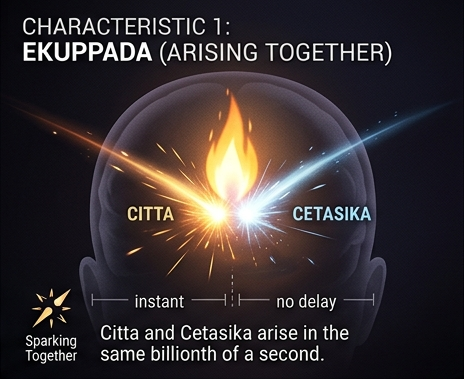 CHARACTERISTIC 1:
EKUPPADA (ARISING TOGETHER)
CITTA
CETASIKA
instant
no delay
Sparking
Together
Citta and Cetasika arise in the
same billionth of a second.